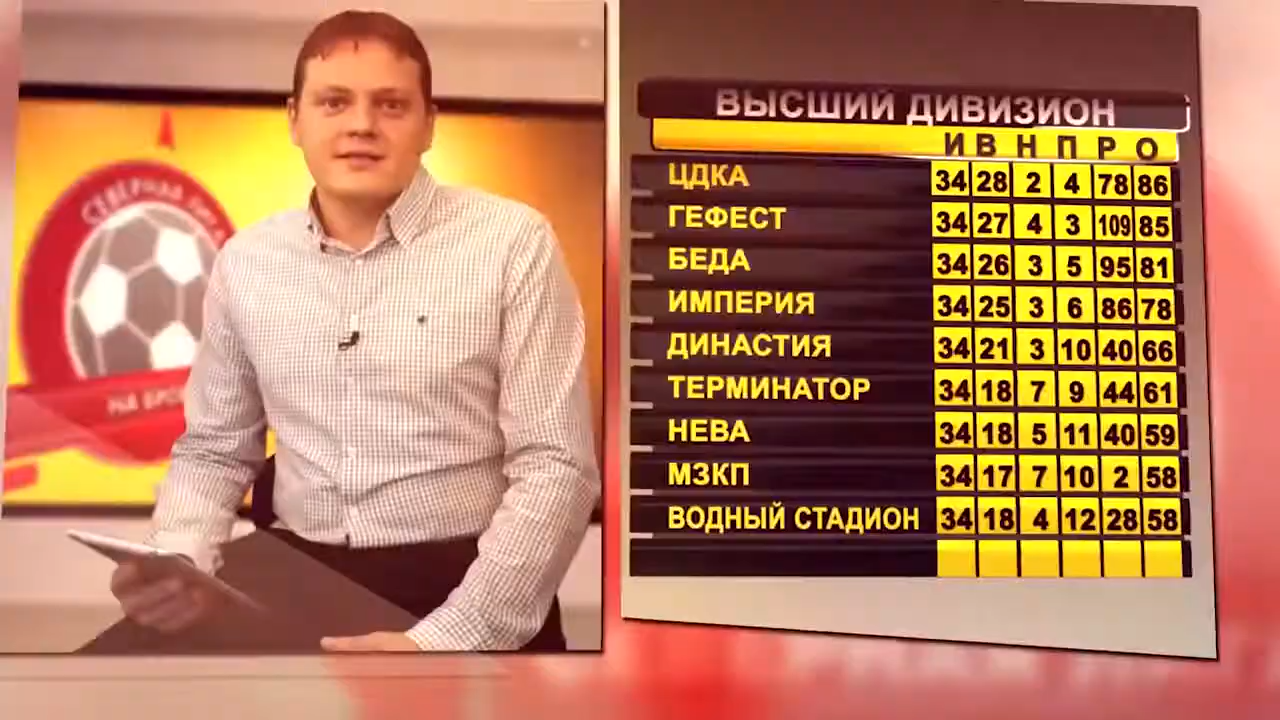 СЕВЕРНАЯ
НА
ВЫСШИЙ ДИВИЗИОН
И В Н П Р О
ЦДКА 34 28 2 4 78 86
ГЕФЕСТ 34 27 4 3 109 85
БЕДА 34 26 3 5 95 81
ИМПЕРИЯ 34 25 3 6 86 78
ДИНАСТИЯ 34 21 3 10 40 66
ТЕРМИНАТОР 34 18 7 9 44 61
НЕВА 34 18 5 11 40 59
МЗКП 34 17 7 10 2 58
ВОДНЫЙ СТАДИОН 34 18 4 12 28 58